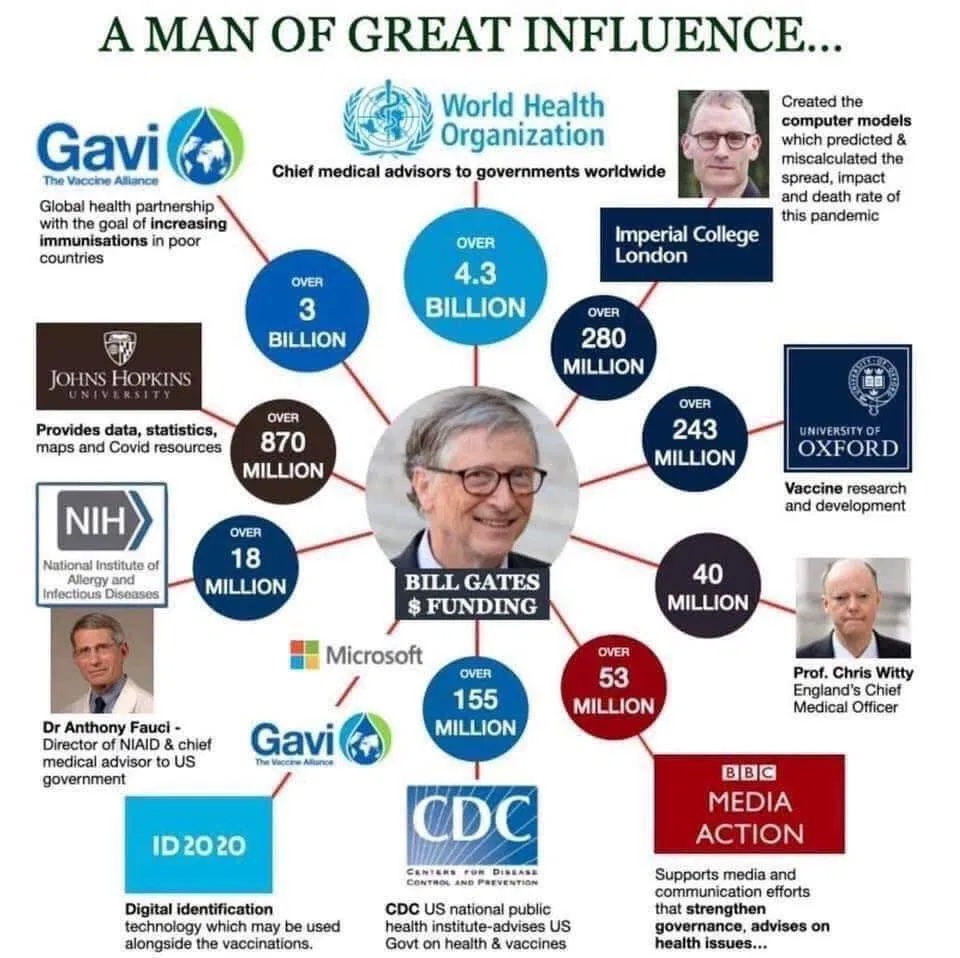 A MAN OF GREAT INFLUENCE...
Gavi
The Vaccine Alliance
Global health partnership
with the goal of increasing
immunisations in poor
countries
World Health
Organization
Chief medical advisors to governments worldwide
Created the
computer models
which predicted &
miscalculated the
spread, impact
and death rate of
this pandemic
Imperial College
London
OVER
3
BILLION
OVER
4.3
BILLION
OVER
280
MILLION
JOHNS HOPKINS
UNIVERSITY
Provides data, statistics,
maps and Covid resources
OVER
870
MILLION
OVER
243
MILLION
UNIVERSITY OF
OXFORD
Vaccine research
and development
NIH
National Institute of
Allergy and
Infectious Diseases
OVER
18
MILLION
BILL GATES
$ FUNDING
40
MILLION
Prof. Chris Witty
England's Chief
Medical Officer
Dr Anthony Fauci -
Director of NIAID & chief
medical advisor to US
government
Microsoft
Gavi
The Vaccine Alliance
ID2020
Digital identification
technology which may be used
alongside the vaccinations.
OVER
155
MILLION
CDC
CENTERS FOR DISEASE
CONTROL AND PREVENTION
CDC US national public
health institute-advises US
Govt on health & vaccines
OVER
53
MILLION
BBC
MEDIA
ACTION
Supports media and
communication efforts
that strengthen
governance, advises on
health issues...